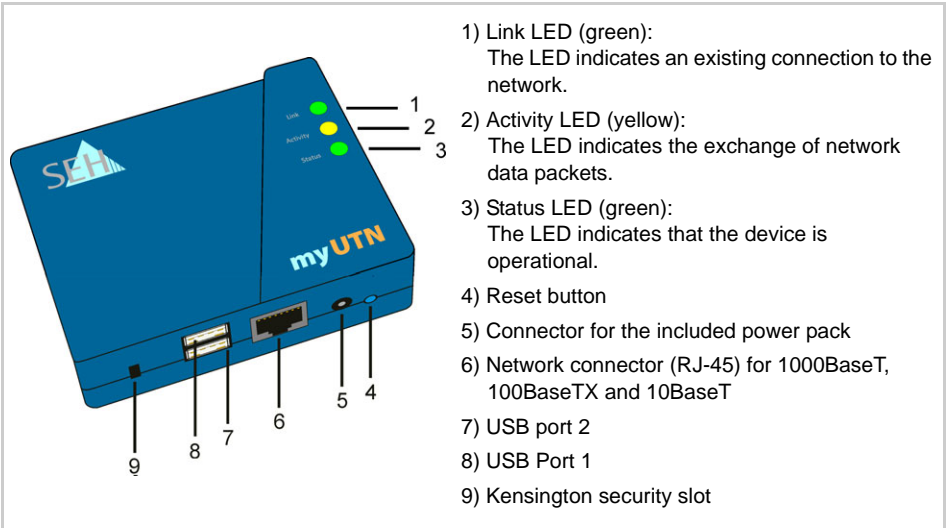 Link
Activity
Status
SEH
myUTN
1
2
3
4
5
6
7
8
9
1) Link LED (green):
The LED indicates an existing connection to the
network.
2) Activity LED (yellow):
The LED indicates the exchange of network
data packets.
3) Status LED (green):
The LED indicates that the device is
operational.
4) Reset button
5) Connector for the included power pack
6) Network connector (RJ-45) for 1000BaseT,
100BaseTX and 10BaseT
7) USB port 2
8) USB Port 1
9) Kensington security slot